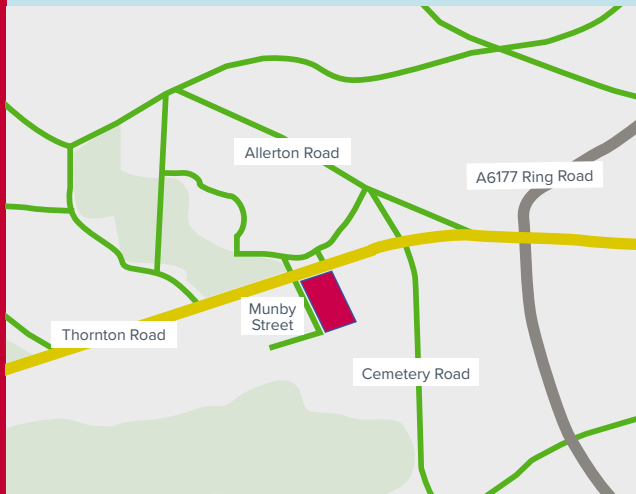 Allerton Road
A6177 Ring Road
Munby
Street
Thornton Road
Cemetery Road